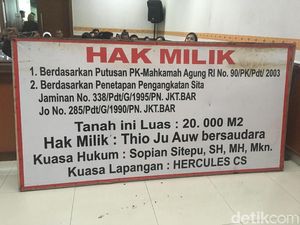 HAK MILIK
1. Berdasarkan Putusan PK-Mahkamah Agung RI No. 90/PK/Pdt/ 2003
2. Berdasarkan Penetapan Pengangkatan Sita
Jaminan No. 338/Pdt/G/1995/PN. JKT.BAR
Jo No. 285/Pdt/G/1990/PN. JKT.BAR
Tanah ini Luas : 20. 000 M2
Hak Milik : Thio Ju Auw bersaudara
Kuasa Hukum : Sopian Sitepu, SH, MH, Mkn.
Kuasa Lapangan : HERCULES CS
detikcom